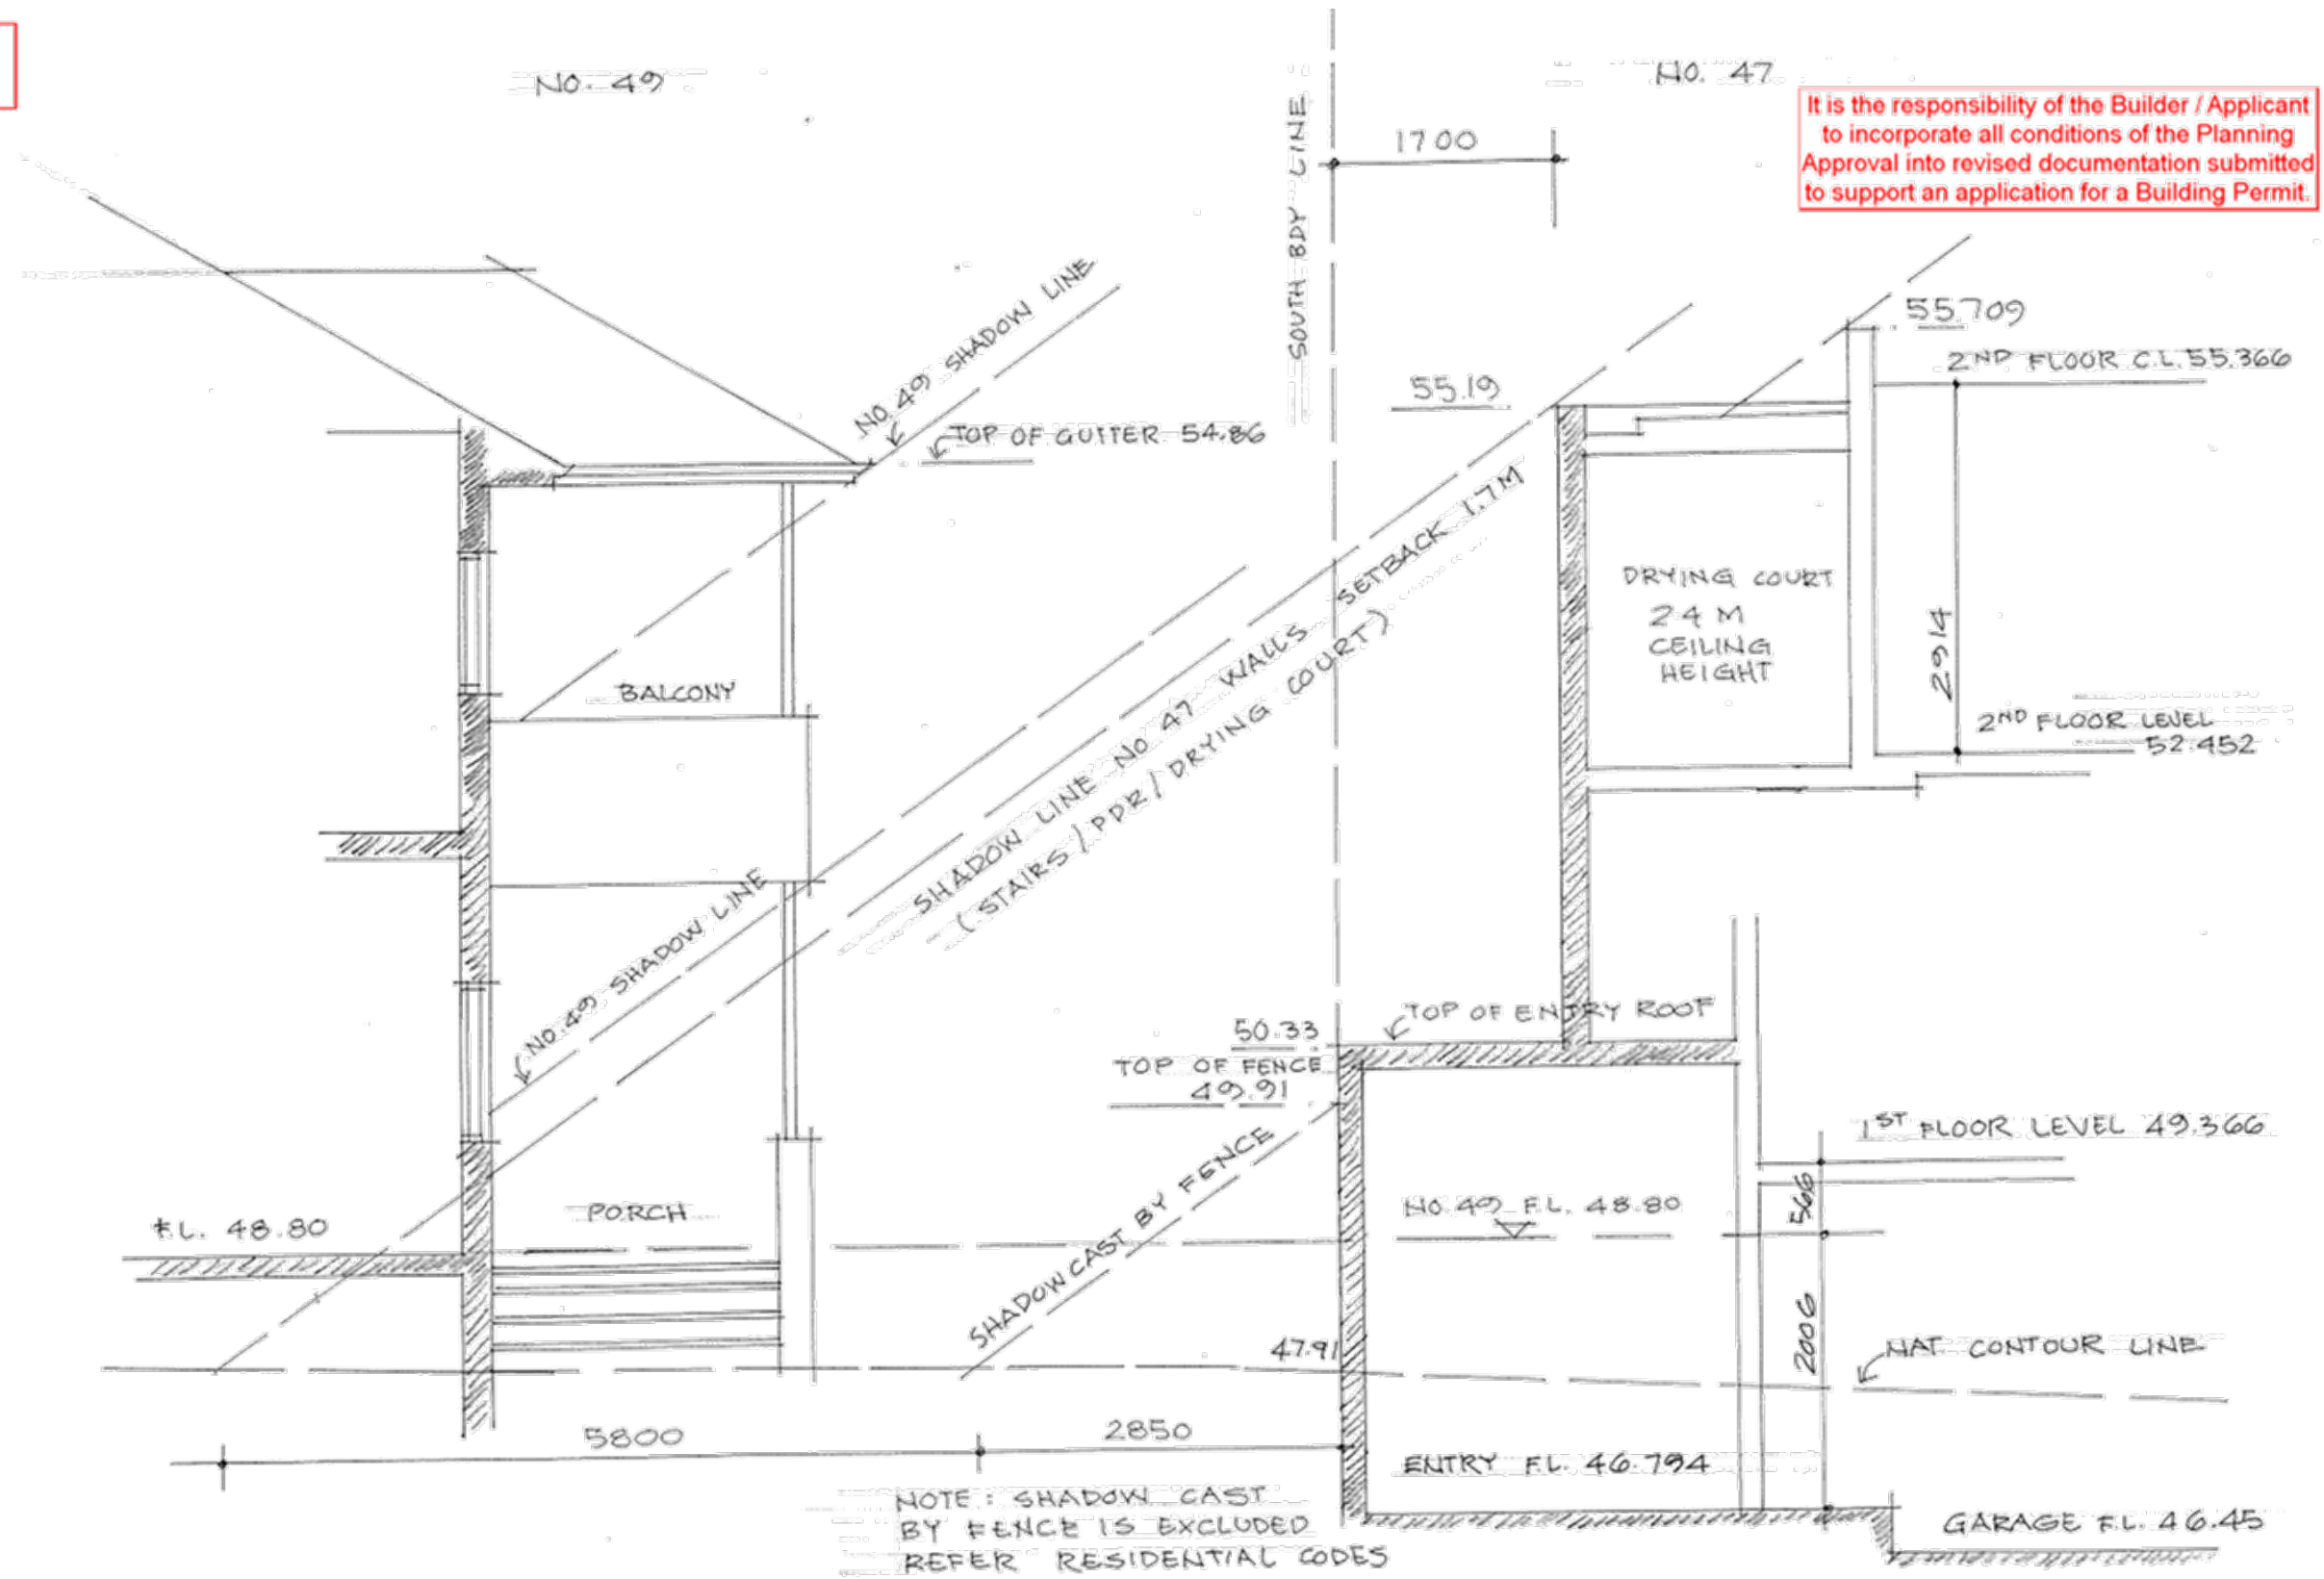 NO. 49
NO. 47
It is the responsibility of the Builder / Applicant
to incorporate all conditions of the Planning
Approval into revised documentation submitted
to support an application for a Building Permit.
SOUTH BDY LINE
1700
55.709
2ND FLOOR C.L. 55.366
NO 49 SHADOW LINE
TOP OF GUTTER 54.86
55.19
SHADOW LINE NO 47 WALLS SETBACK 1.7M
(STAIRS / PDR / DRYING COURT)
DRYING COURT
2.4 M
CEILING
HEIGHT
2914
BALCONY
2ND FLOOR LEVEL
52.452
NO. 49 SHADOW LINE
TOP OF ENTRY ROOF
50.33
TOP OF FENCE
49.91
1ST FLOOR LEVEL 49.366
SHADOW CAST BY FENCE
566
NO. 49 F.L. 48.80
F.L. 48.80
PORCH
2006
47.91
NAT. CONTOUR LINE
5800
2850
ENTRY F.L. 46.794
GARAGE F.L. 46.45
NOTE: SHADOW CAST
BY FENCE IS EXCLUDED
REFER RESIDENTIAL CODES